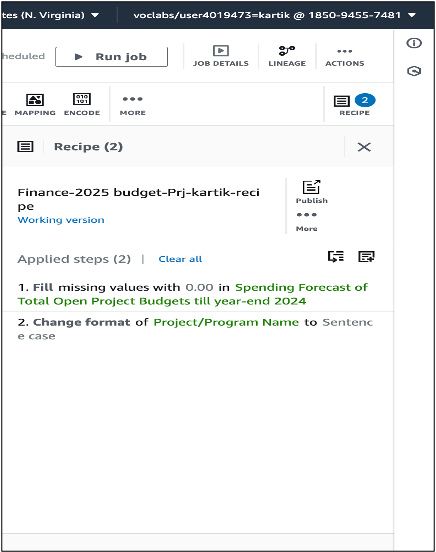 tes (N. Virginia) ▼ voclabs/user4019473=kartik @ 1850-9455-7481 ▼
heduled Run job JOB DETAILS LINEAGE ACTIONS
E MAPPING ENCODE MORE 2 RECIPE
Recipe (2)
Finance-2025 budget-Prj-kartik-reci
pe
Working version
Publish
More
Applied steps (2) | Clear all
1. Fill missing values with 0.00 in Spending Forecast of
Total Open Project Budgets till year-end 2024
2. Change format of Project/Program Name to Sentenc
e case